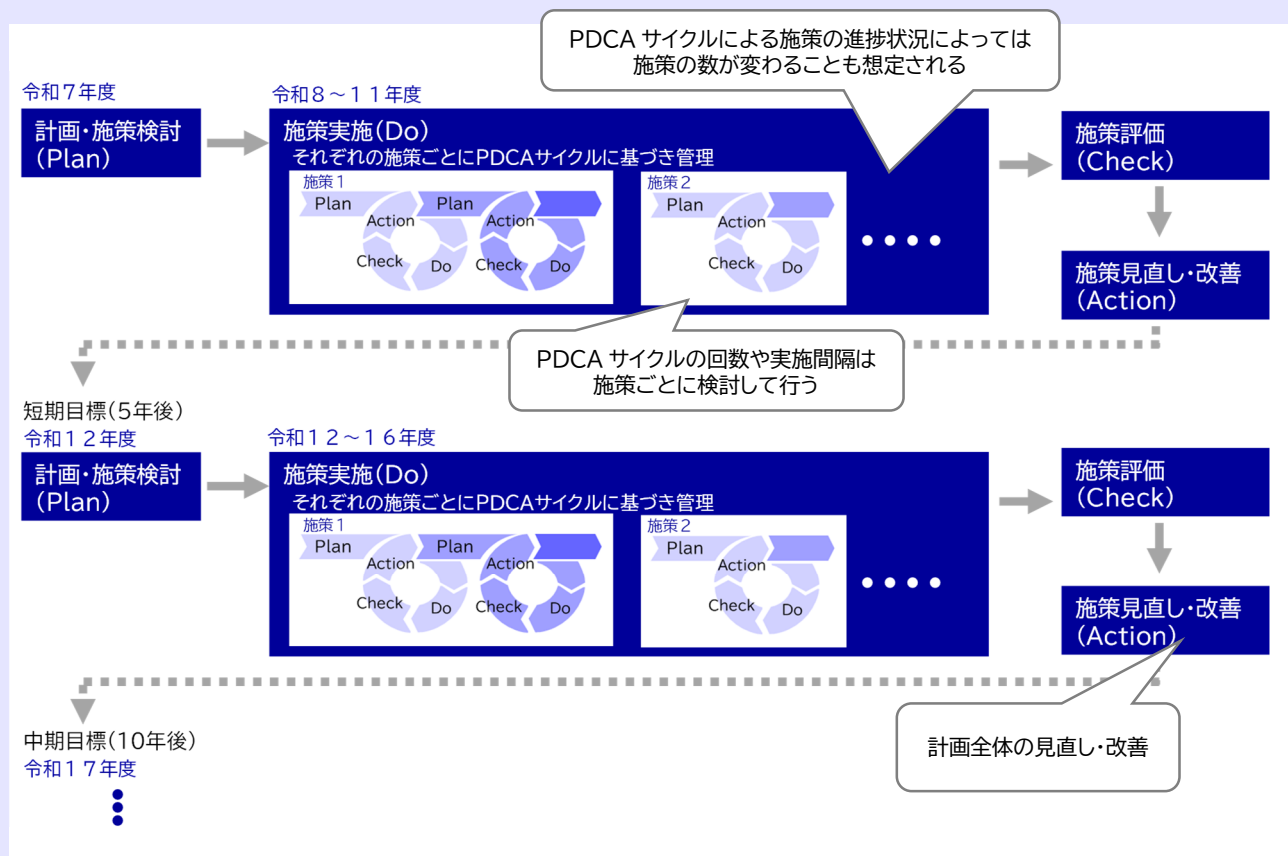 PDCA サイクルによる施策の進捗状況によっては
施策の数が変わることも想定される
令和７年度
計画・施策検討
(Plan)
令和８～１１年度
施策実施(Do)
それぞれの施策ごとにPDCAサイクルに基づき管理
施策１
Plan
Plan
Action
Action
Check
Do
Check
Do
施策２
Plan
Action
Check
Do
施策評価
(Check)
施策見直し・改善
(Action)
PDCA サイクルの回数や実施間隔は
施策ごとに検討して行う
短期目標(5年後)
令和１２年度
計画・施策検討
(Plan)
令和１２～１６年度
施策実施(Do)
それぞれの施策ごとにPDCAサイクルに基づき管理
施策１
Plan
Plan
Action
Action
Check
Do
Check
Do
施策２
Plan
Action
Check
Do
施策評価
(Check)
施策見直し・改善
(Action)
計画全体の見直し・改善
中期目標(10年後)
令和１７年度